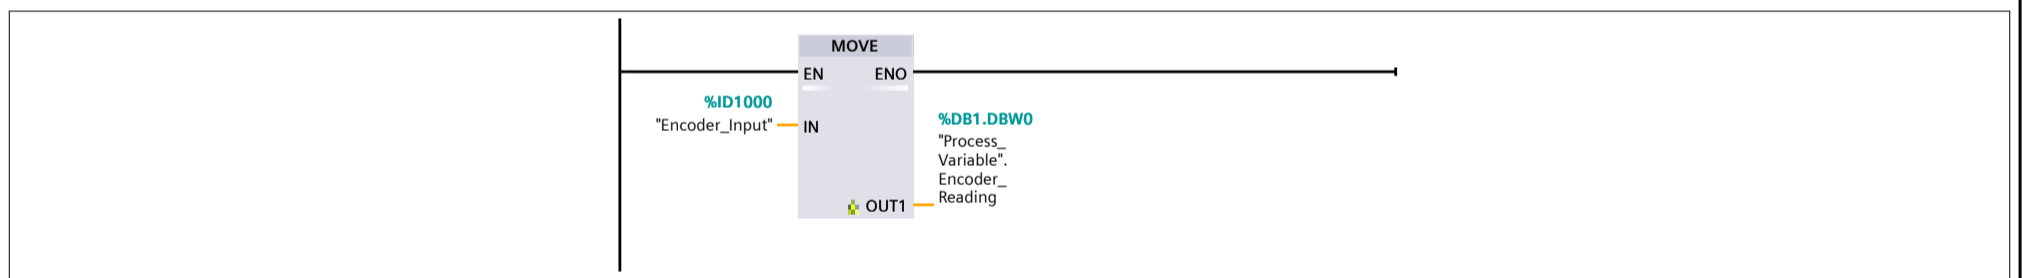 MOVE
EN ENO
%ID1000
"Encoder_Input"
IN
%DB1.DBW0
"Process_
Variable".
Encoder_
Reading
OUT1